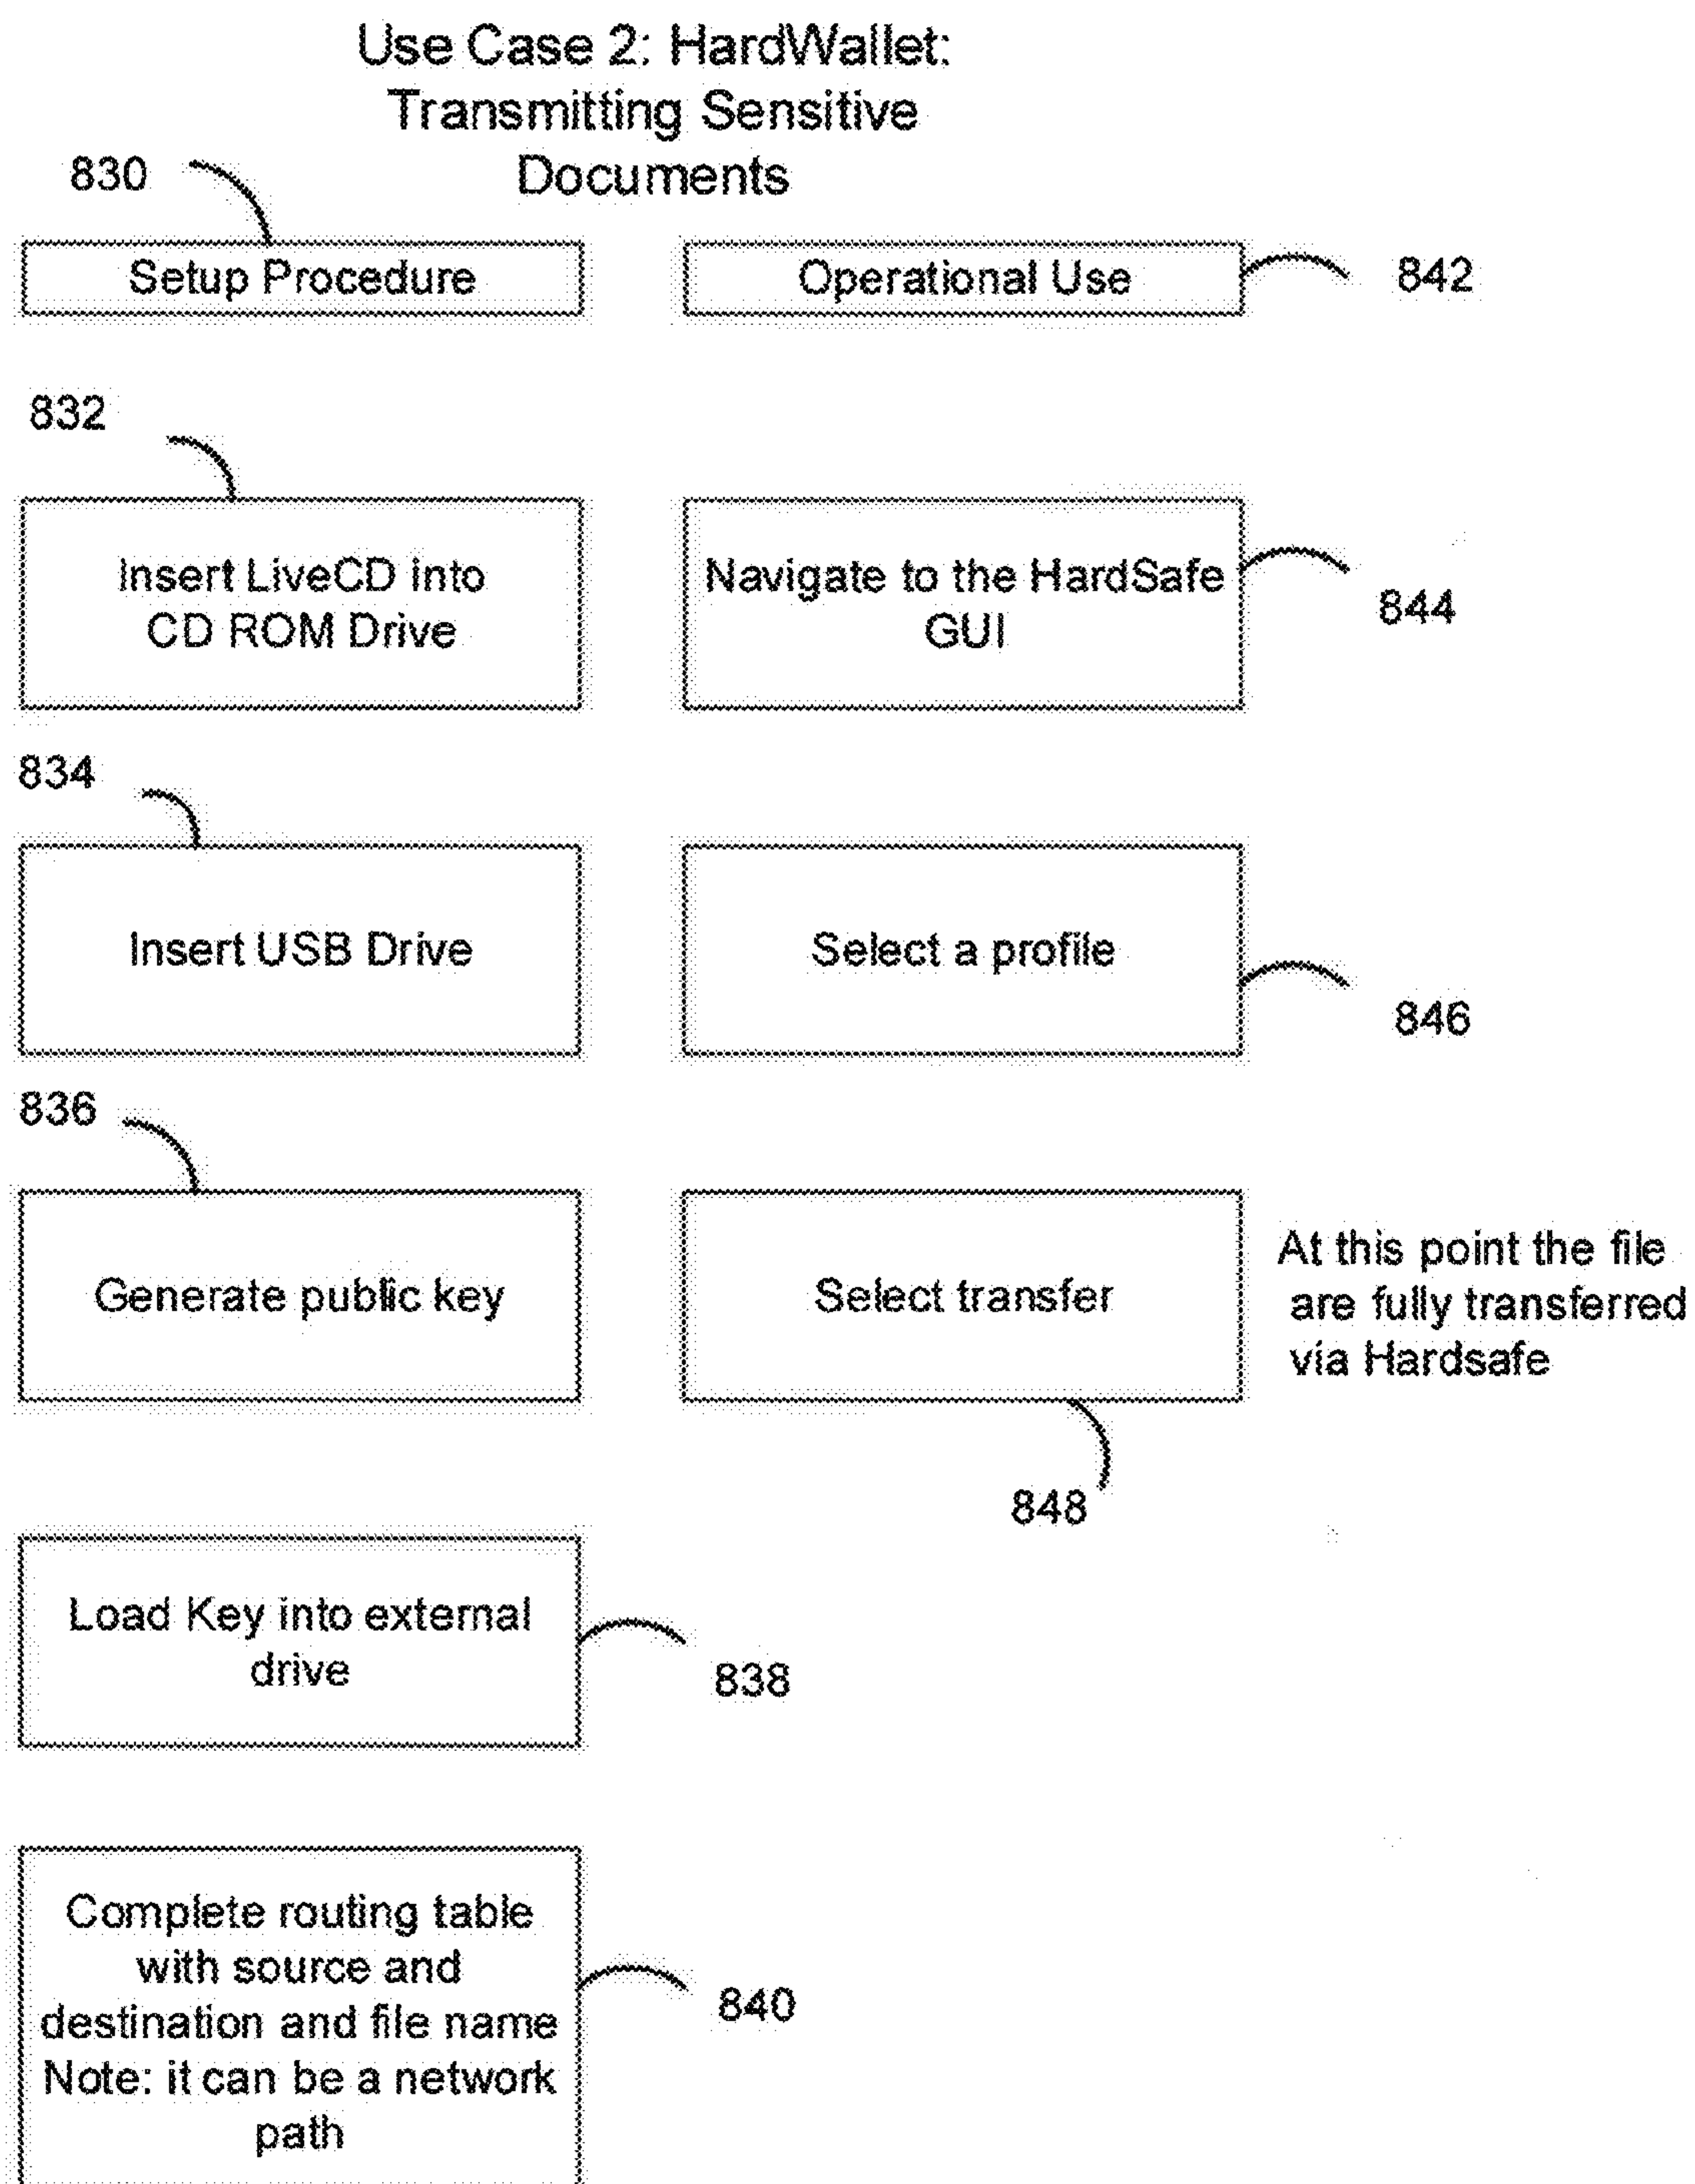 Use Case 2: HardWallet:
Transmitting Sensitive
Documents
830
Setup Procedure
Operational Use
842
832
Insert LiveCD into
CD ROM Drive
Navigate to the HardSafe
GUI
844
834
Insert USB Drive
Select a profile
846
836
Generate public key
Select transfer
At this point the file
are fully transferred
via Hardsafe
848
Load Key into external
drive
838
Complete routing table
with source and
destination and file name
Note: it can be a network
path
840